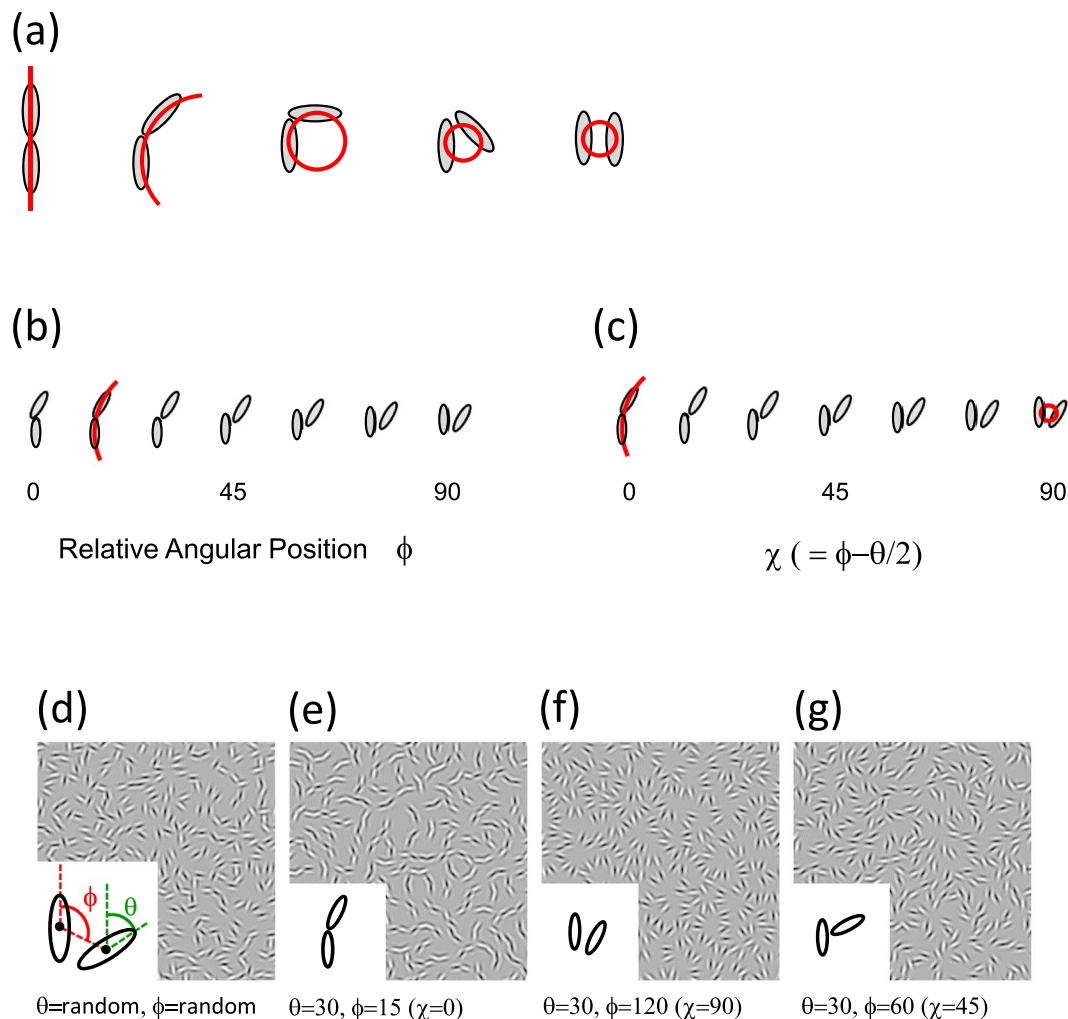 (a)
(b) (c)
0 45 90 0 45 90
Relative Angular Position ϕ χ ( = ϕ−θ/2)
(d) (e) (f) (g)
ϕ θ
θ=random, ϕ=random θ=30, ϕ=15 (χ=0) θ=30, ϕ=120 (χ=90) θ=30, ϕ=60 (χ=45)